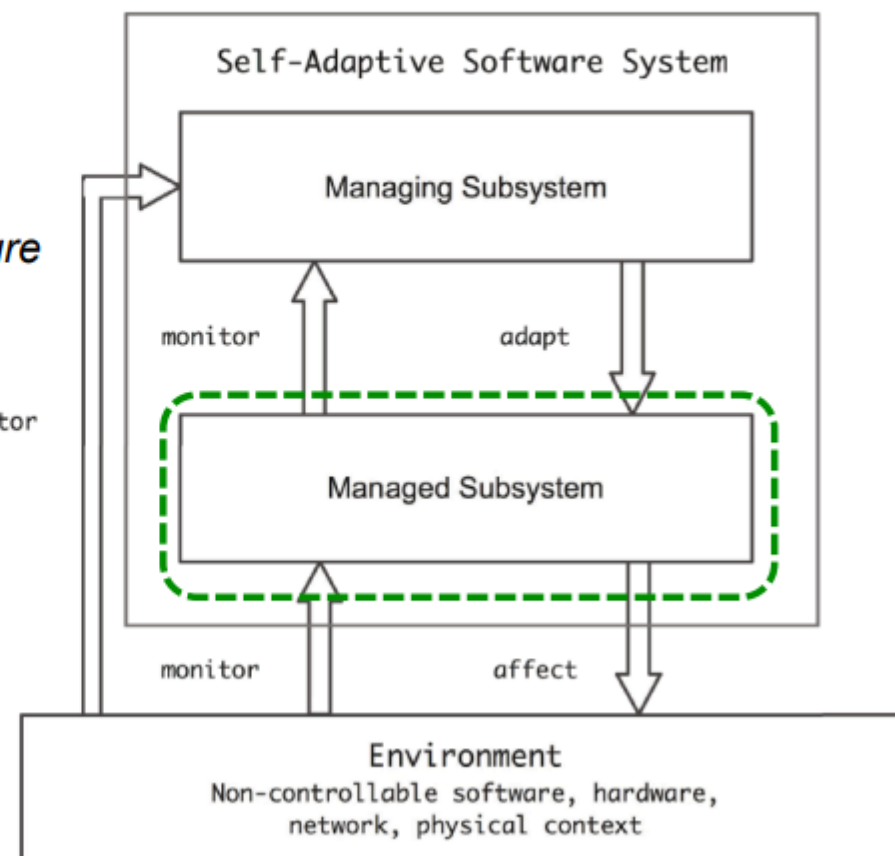 Self-Adaptive Software System
Managing Subsystem
monitor
adapt
Managed Subsystem
monitor
affect
Environment
Non-controllable software, hardware,
network, physical context